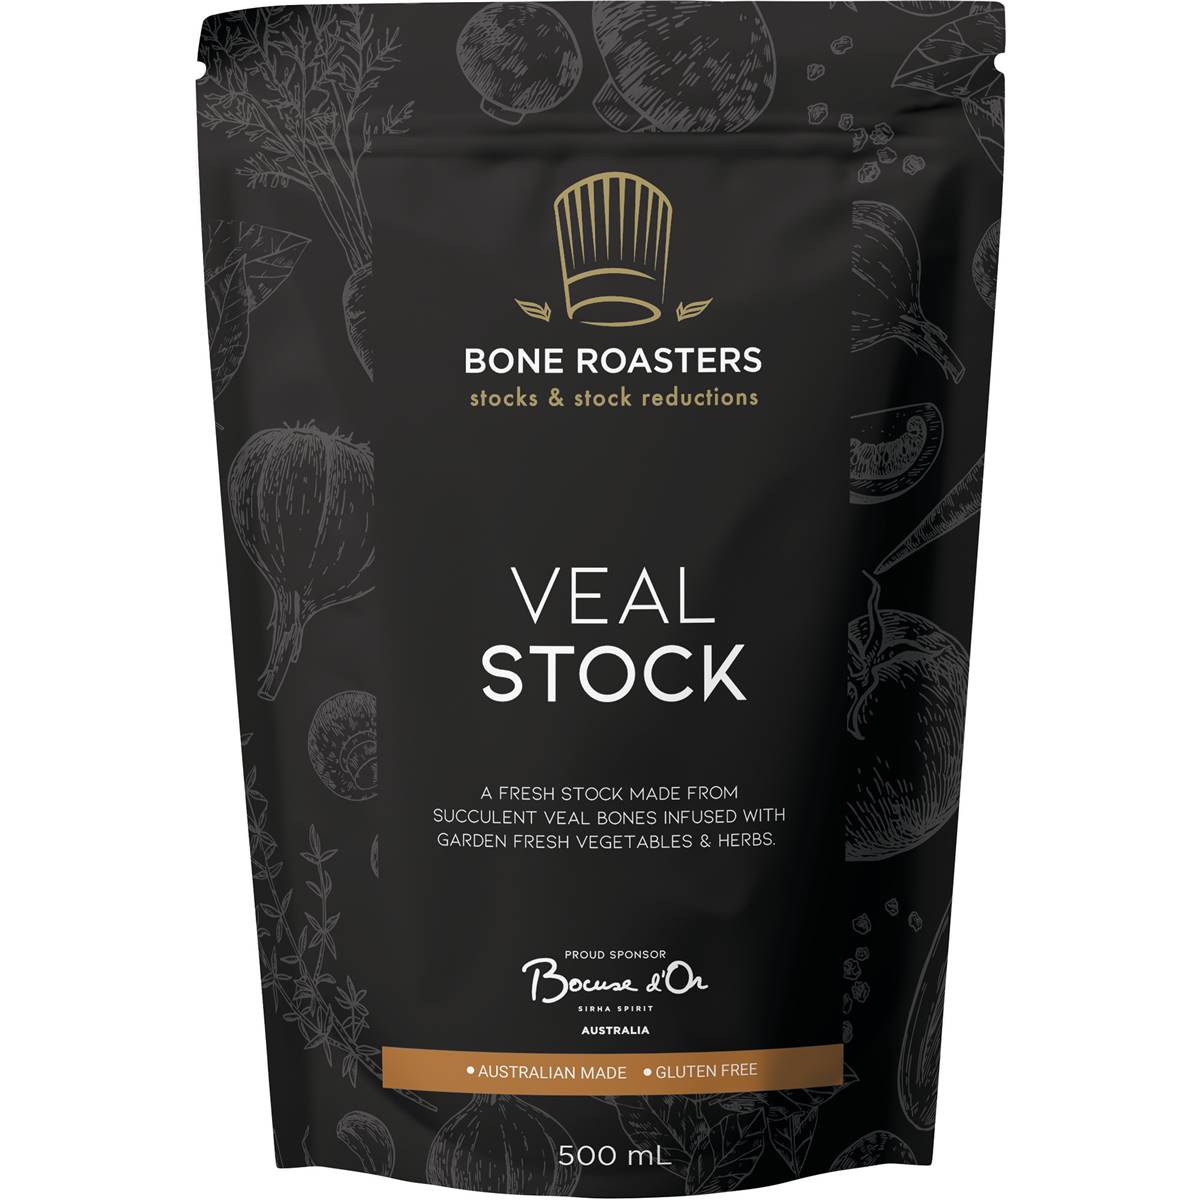 BONE ROASTERS
stocks & stock reductions
VEAL
STOCK
A FRESH STOCK MADE FROM
SUCCULENT VEAL BONES INFUSED WITH
GARDEN FRESH VEGETABLES & HERBS.
PROUD SPONSOR
Bocuse d'Or
SIRHA SPIRIT
AUSTRALIA
• AUSTRALIAN MADE • GLUTEN FREE
500 mL